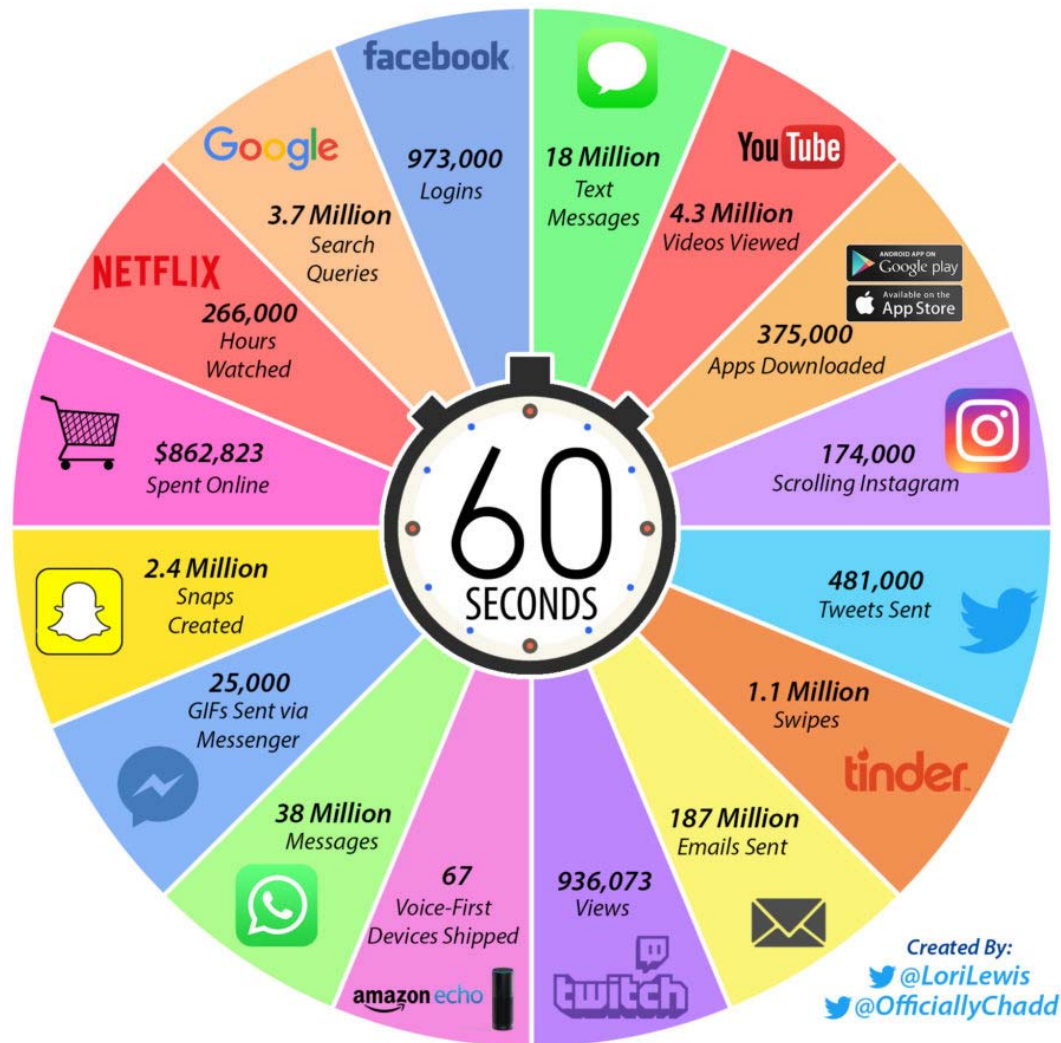 facebook
973,000
Logins
18 Million
Text
Messages
YouTube
4.3 Million
Videos Viewed
ANDROID APP ON
Google play
Available on the
App Store
375,000
Apps Downloaded
174,000
Scrolling Instagram
481,000
Tweets Sent
1.1 Million
Swipes
tinder
187 Million
Emails Sent
936,073
Views
twitch
67
Voice-First
Devices Shipped
amazon echo
38 Million
Messages
25,000
GIFs Sent via
Messenger
2.4 Million
Snaps
Created
$862,823
Spent Online
NETFLIX
266,000
Hours
Watched
Google
3.7 Million
Search
Queries
60
SECONDS
Created By:
@LoriLewis
@OfficiallyChadd